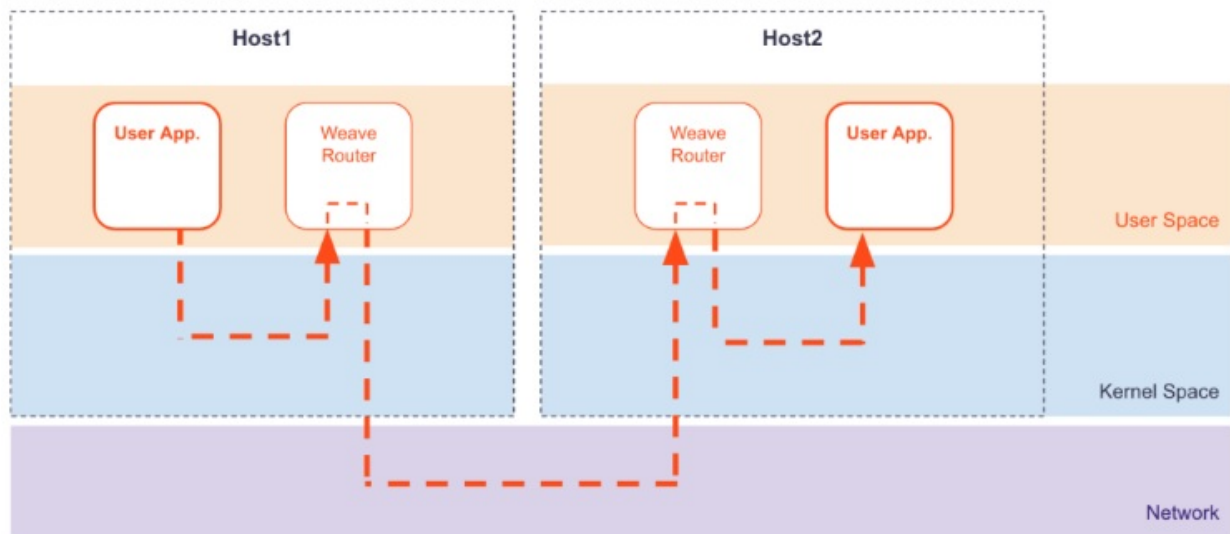 Host1
Host2
User App.
Weave
Router
Weave
Router
User App.
User Space
Kernel Space
Network